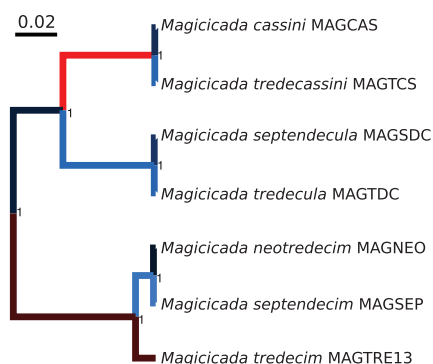 0.02
Magicicada cassini MAGCAS
1
Magicicada tredecassini MAGTCS
1
Magicicada septendecula MAGSDC
1
Magicicada tredecula MAGTDC
1
Magicicada neotredecim MAGNEO
1
Magicicada septendecim MAGSEP
1
Magicicada tredecim MAGTRE13